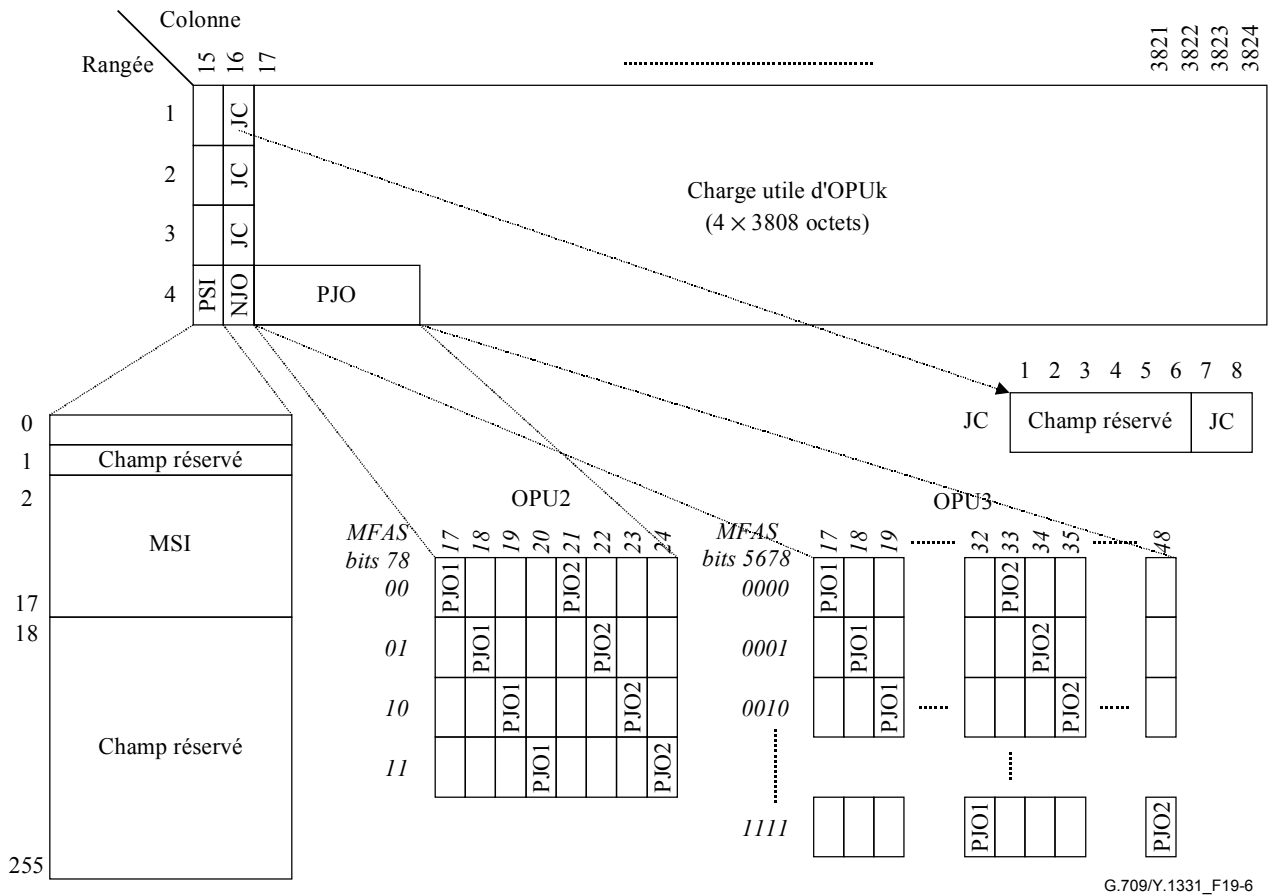 Colonne
Rangée
15 16 17
3821 3822 3823 3824
1 JC
2 JC
3 JC
4 PSI NJO PJO
Charge utile d'OPUk
(4 × 3808 octets)
1 2 3 4 5 6 7 8
JC Champ réservé JC
0
1 Champ réservé
2
MSI
17
18
Champ réservé
255
OPU2
MFAS
bits 78
17 18 19 20 21 22 23 24
00 PJO1 PJO2
01 PJO1 PJO2
10 PJO1 PJO2
11 PJO1 PJO2
OPU3
MFAS
bits 5678
17 18 19 32 33 34 35 48
0000 PJO1 PJO2
0001 PJO1 PJO2
0010 PJO1 PJO2
1111 PJO1 PJO2
G.709/Y.1331_F19-6